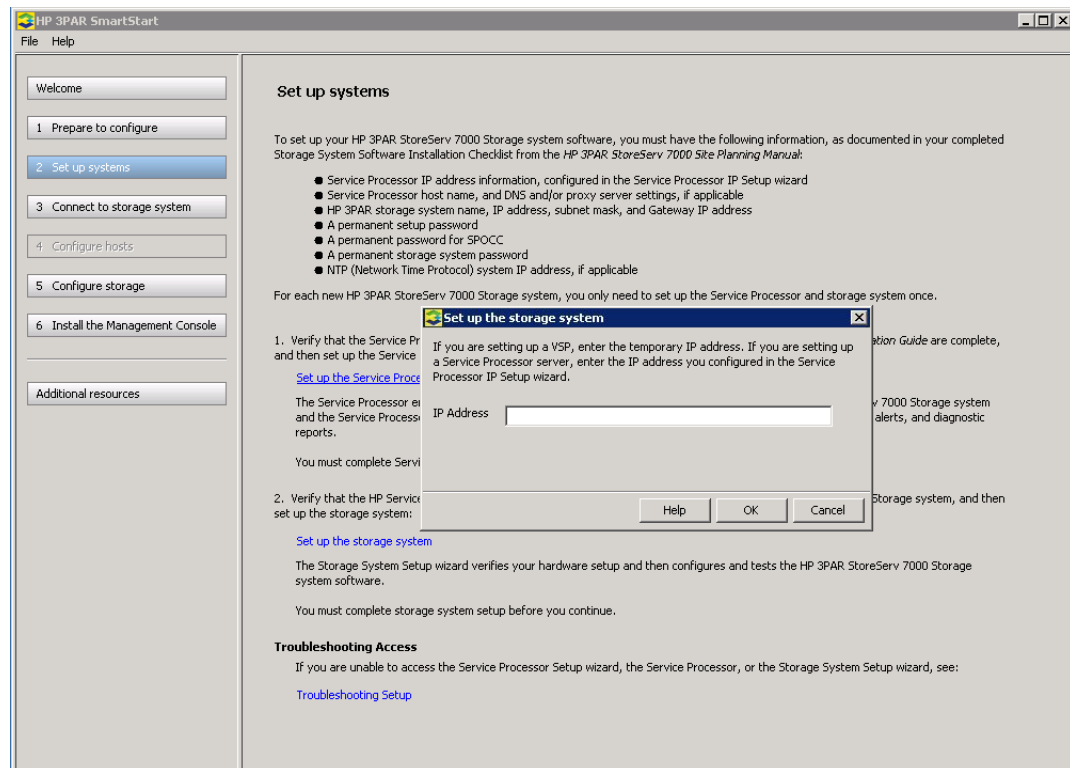 HP 3PAR SmartStart
File Help
Welcome
1 Prepare to configure
2 Set up systems
3 Connect to storage system
4 Configure hosts
5 Configure storage
6 Install the Management Console
Additional resources
Set up systems
To set up your HP 3PAR StoreServ 7000 Storage system software, you must have the following information, as documented in your completed
Storage System Software Installation Checklist from the HP 3PAR StoreServ 7000 Site Planning Manual:
● Service Processor IP address information, configured in the Service Processor IP Setup wizard
● Service Processor host name, and DNS and/or proxy server settings, if applicable
● HP 3PAR storage system name, IP address, subnet mask, and Gateway IP address
● A permanent setup password
● A permanent password for SPOCC
● A permanent storage system password
● NTP (Network Time Protocol) system IP address, if applicable
For each new HP 3PAR StoreServ 7000 Storage system, you only need to set up the Service Processor and storage system once.
1. Verify that the Service Pr
ation Guide are complete,
and then set up the Service
Set up the Service Proce
The Service Processor e
v 7000 Storage system
and the Service Process
alerts, and diagnostic
reports.
You must complete Servi
2. Verify that the HP Service
Storage system, and then
set up the storage system:
Set up the storage system
If you are setting up a VSP, enter the temporary IP address. If you are setting up
a Service Processor server, enter the IP address you configured in the Service
Processor IP Setup wizard.
IP Address
Help
OK
Cancel
Set up the storage system
The Storage System Setup wizard verifies your hardware setup and then configures and tests the HP 3PAR StoreServ 7000 Storage
system software.
You must complete storage system setup before you continue.
Troubleshooting Access
If you are unable to access the Service Processor Setup wizard, the Service Processor, or the Storage System Setup wizard, see:
Troubleshooting Setup